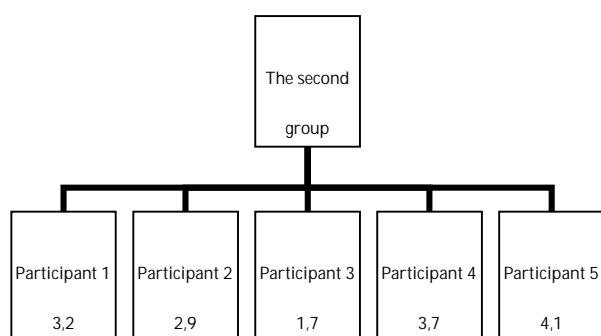 The second
group
Participant 1
3,2
Participant 2
2,9
Participant 3
1,7
Participant 4
3,7
Participant 5
4,1